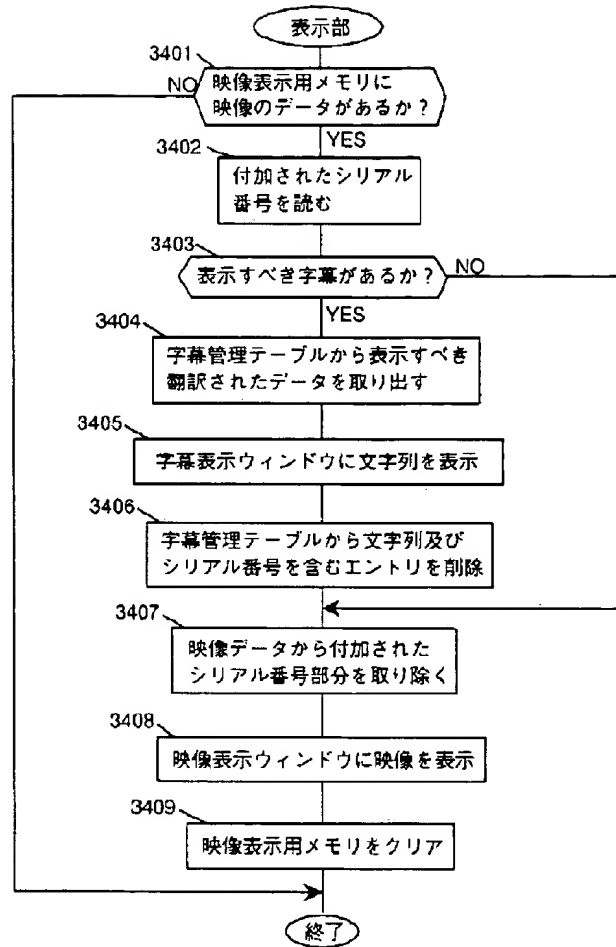 表示部
3401
NO
映像表示用メモリに
映像のデータがあるか？
YES
3402
付加されたシリアル
番号を読む
3403
表示すべき字幕があるか？
NO
YES
3404
字幕管理テーブルから表示すべき
翻訳されたデータを取り出す
3405
字幕表示ウィンドウに文字列を表示
3406
字幕管理テーブルから文字列及び
シリアル番号を含むエントリを削除
3407
映像データから付加された
シリアル番号部分を取り除く
3408
映像表示ウィンドウに映像を表示
3409
映像表示用メモリをクリア
終了